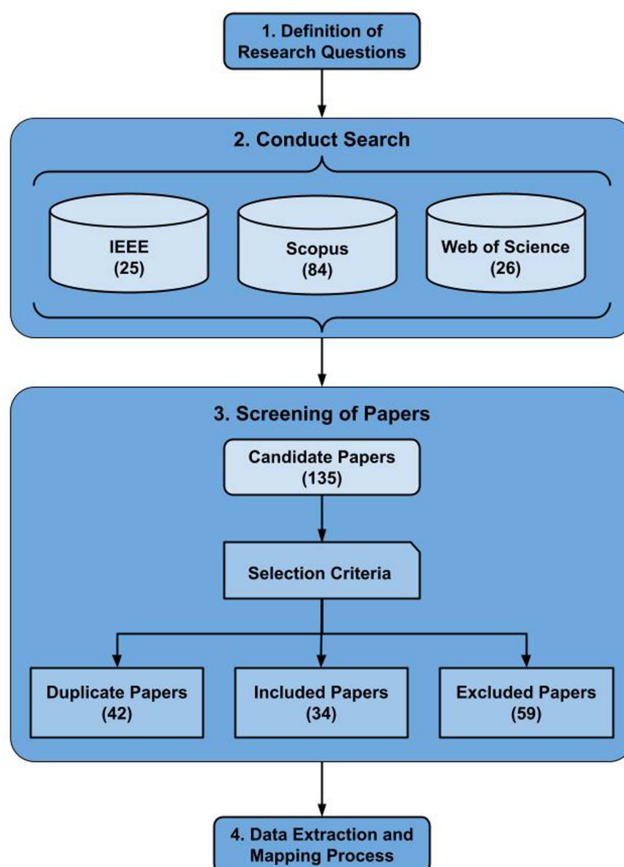 1. Definition of
Research Questions
2. Conduct Search
IEEE
(25)
Scopus
(84)
Web of Science
(26)
3. Screening of Papers
Candidate Papers
(135)
Selection Criteria
Duplicate Papers
(42)
Included Papers
(34)
Excluded Papers
(59)
4. Data Extraction and
Mapping Process